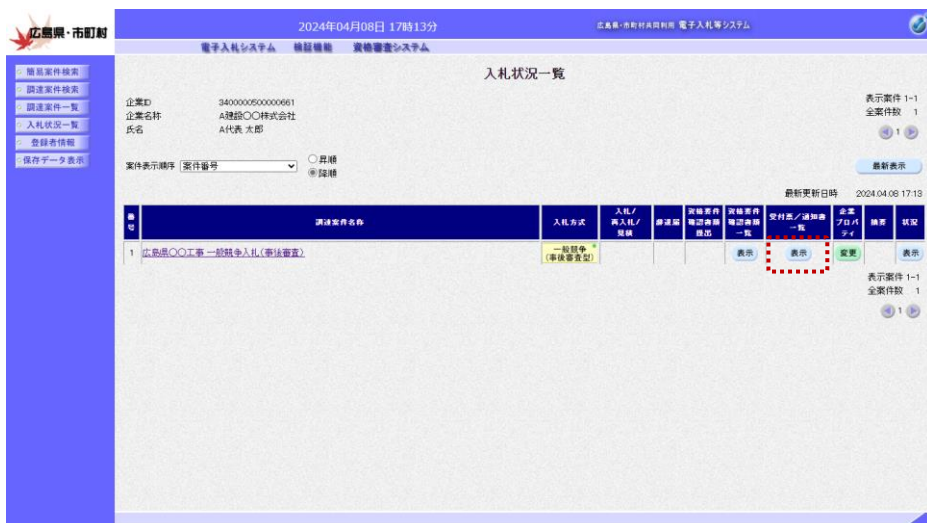 広島県・市町村
2024年04月08日 17時13分
広島県・市町村共同利用 電子入札等システム
電子入札システム 検証機能 資格審査システム
簡易案件検索
調達案件検索
調達案件一覧
入札状況一覧
登録者情報
保存データ表示
入札状況一覧
企業ID 3400000500000661
企業名称 A建設〇〇株式会社
氏名 A代表 太郎
表示案件 1-1
全案件数 1
1
案件表示順序 案件番号
昇順
降順
最新表示
最新更新日時 2024.04.08 17:13
番号 調達案件名称 入札方式 入札/再入札/見積 辞退届 資格要件確認書類提出 資格要件確認書類一覧 受付票/通知書一覧 企業プロパティ 摘要 状況
1 広島県〇〇工事 一般競争入札(事後審査) 一般競争(事後審査型) 表示 表示 変更 表示
表示案件 1-1
全案件数 1
1